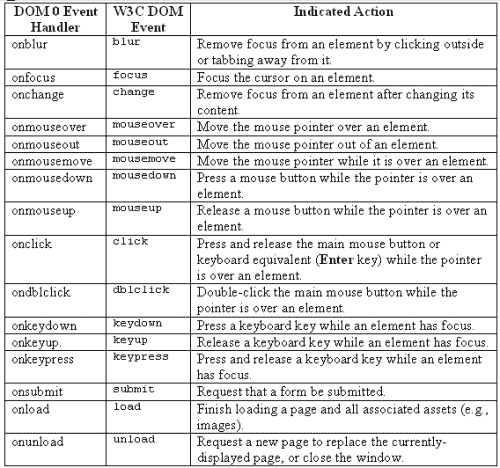 DOM 0 Event Handler W3C DOM Event Indicated Action
onblur blur Remove focus from an element by clicking outside
or tabbing away from it.
onfocus focus Focus the cursor on an element.
onchange change Remove focus from an element after changing its
content.
onmouseover mouseover Move the mouse pointer over an element.
onmouseout mouseout Move the mouse pointer out of an element.
onmousemove mousemove Move the mouse pointer while it is over an element.
onmousedown mousedown Press a mouse button while the pointer is over an
element.
onmouseup mouseup Release a mouse button while the pointer is over an
element.
onclick click Press and release the main mouse button or
keyboard equivalent (Enter key) while the pointer
is over an element.
ondblclick dblclick Double-click the main mouse button while the
pointer is over an element.
onkeydown keydown Press a keyboard key while an element has focus.
onkeyup. keyup Release a keyboard key while an element has focus.
onkeypress keypress Press and release a keyboard key while an element
has focus.
onsubmit submit Request that a form be submitted.
onload load Finish loading a page and all associated assets (e.g.,
images).
onunload unload Request a new page to replace the currently-
displayed page, or close the window.